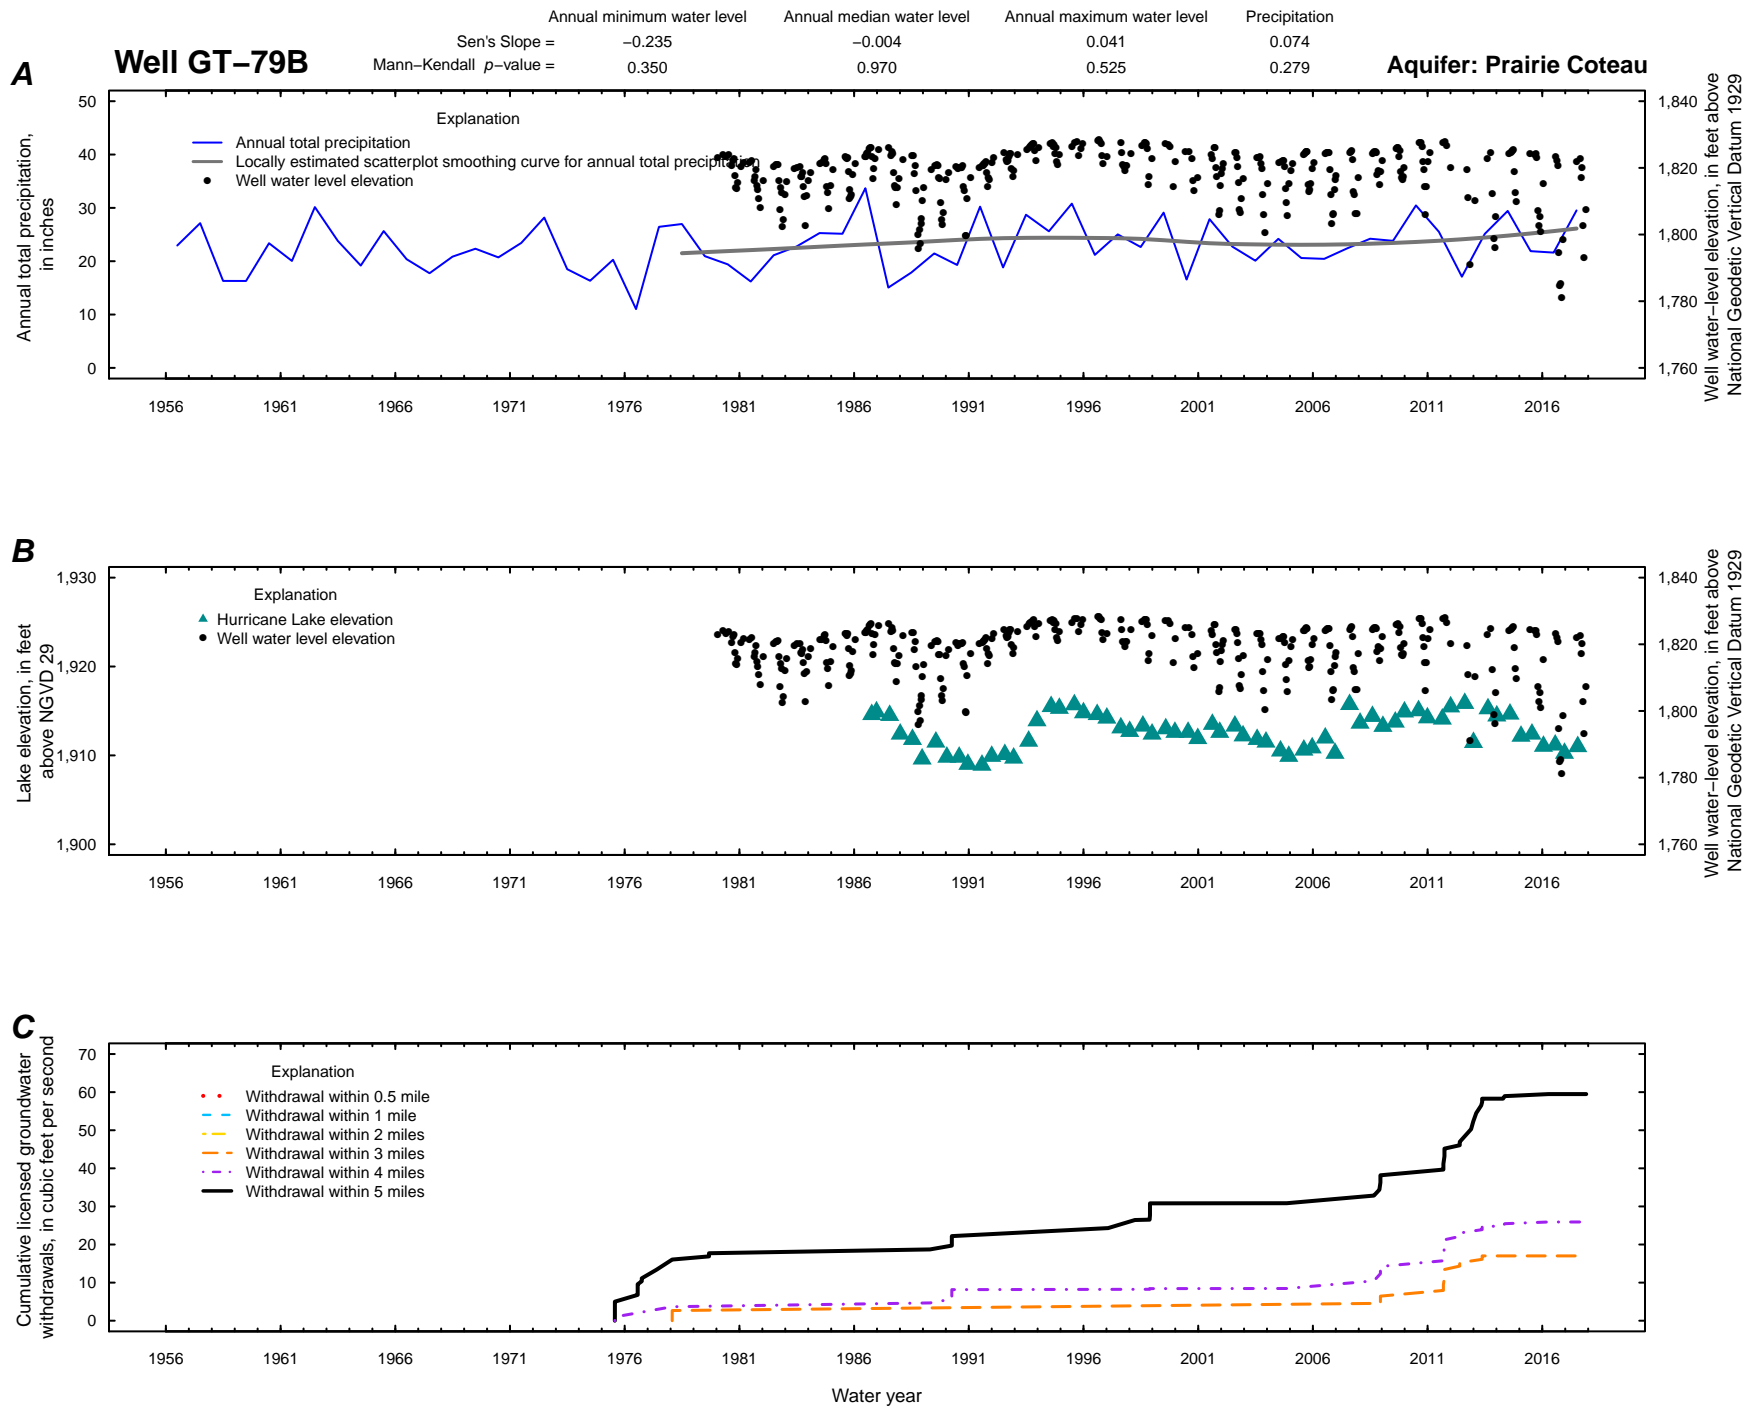 Annual minimum water level Annual median water level Annual maximum water level Precipitation
Sen's Slope = −0.235 −0.004 0.041 0.074
Mann−Kendall p−value = 0.350 0.970 0.525 0.279
Well GT−79B
Aquifer: Prairie Coteau
A
Annual total precipitation,
in inches
50
40
30
20
10
0
Explanation
Annual total precipitation
Locally estimated scatterplot smoothing curve for annual total precipitation
Well water level elevation
1,840
1,820
1,800
1,780
1,760
Well water−level elevation, in feet above
National Geodetic Vertical Datum 1929
1956 1961 1966 1971 1976 1981 1986 1991 1996 2001 2006 2011 2016
B
Lake elevation, in feet
above NGVD 29
1,930
1,920
1,910
1,900
Explanation
Hurricane Lake elevation
Well water level elevation
1,840
1,820
1,800
1,780
1,760
Well water−level elevation, in feet above
National Geodetic Vertical Datum 1929
1956 1961 1966 1971 1976 1981 1986 1991 1996 2001 2006 2011 2016
C
Cumulative licensed groundwater
withdrawals, in cubic feet per second
70
60
50
40
30
20
10
0
Explanation
Withdrawal within 0.5 mile
Withdrawal within 1 mile
Withdrawal within 2 miles
Withdrawal within 3 miles
Withdrawal within 4 miles
Withdrawal within 5 miles
1956 1961 1966 1971 1976 1981 1986 1991 1996 2001 2006 2011 2016
Water year